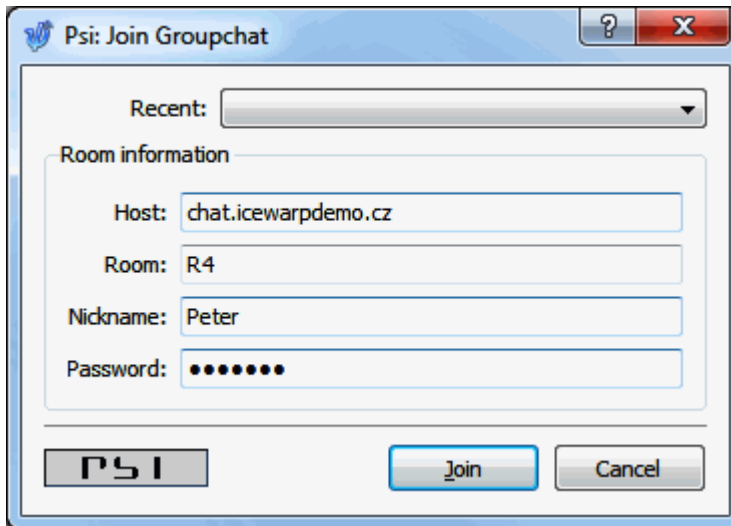 Psi: Join Groupchat
Recent:
Room information
Host: chat.icewarpdemo.cz
Room: R4
Nickname: Peter
Password: •••••••
PSI Join Cancel